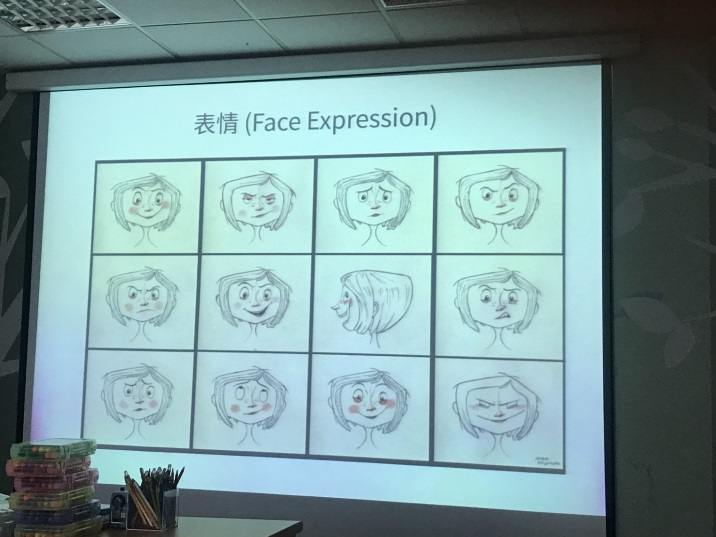 表情 (Face Expression)